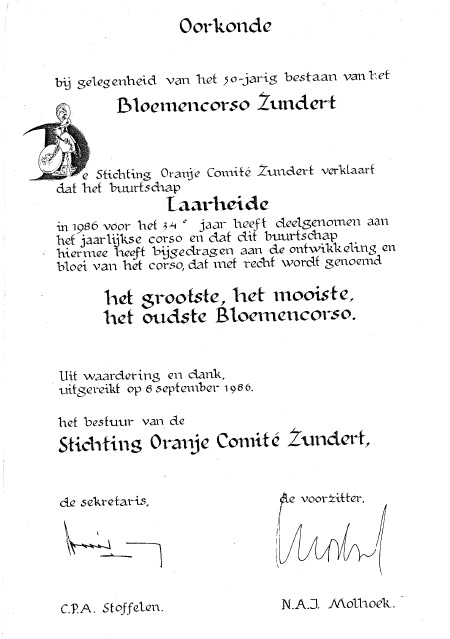 Oorkonde
bij gelegenheid van het 50-jarig bestaan van het
Bloemencorso Zundert
De Stichting Oranje Comité Zundert verklaart
dat het buurtschap
Laarheide
in 1986 voor het 34e jaar heeft deelgenomen aan
het jaarlijkse corso en dat dit buurtschap
hiermee heeft bijgedragen aan de ontwikkeling en
bloei van het corso, dat met recht wordt genoemd
het grootste, het mooiste,
het oudste Bloemencorso.
Uit waardering en dank,
uitgereikt op 8 september 1986.
het bestuur van de
Stichting Oranje Comité Zundert,
de sekretaris,
de voorzitter,
C.P.A. Stoffelen.
N.A.J. Molhoek.